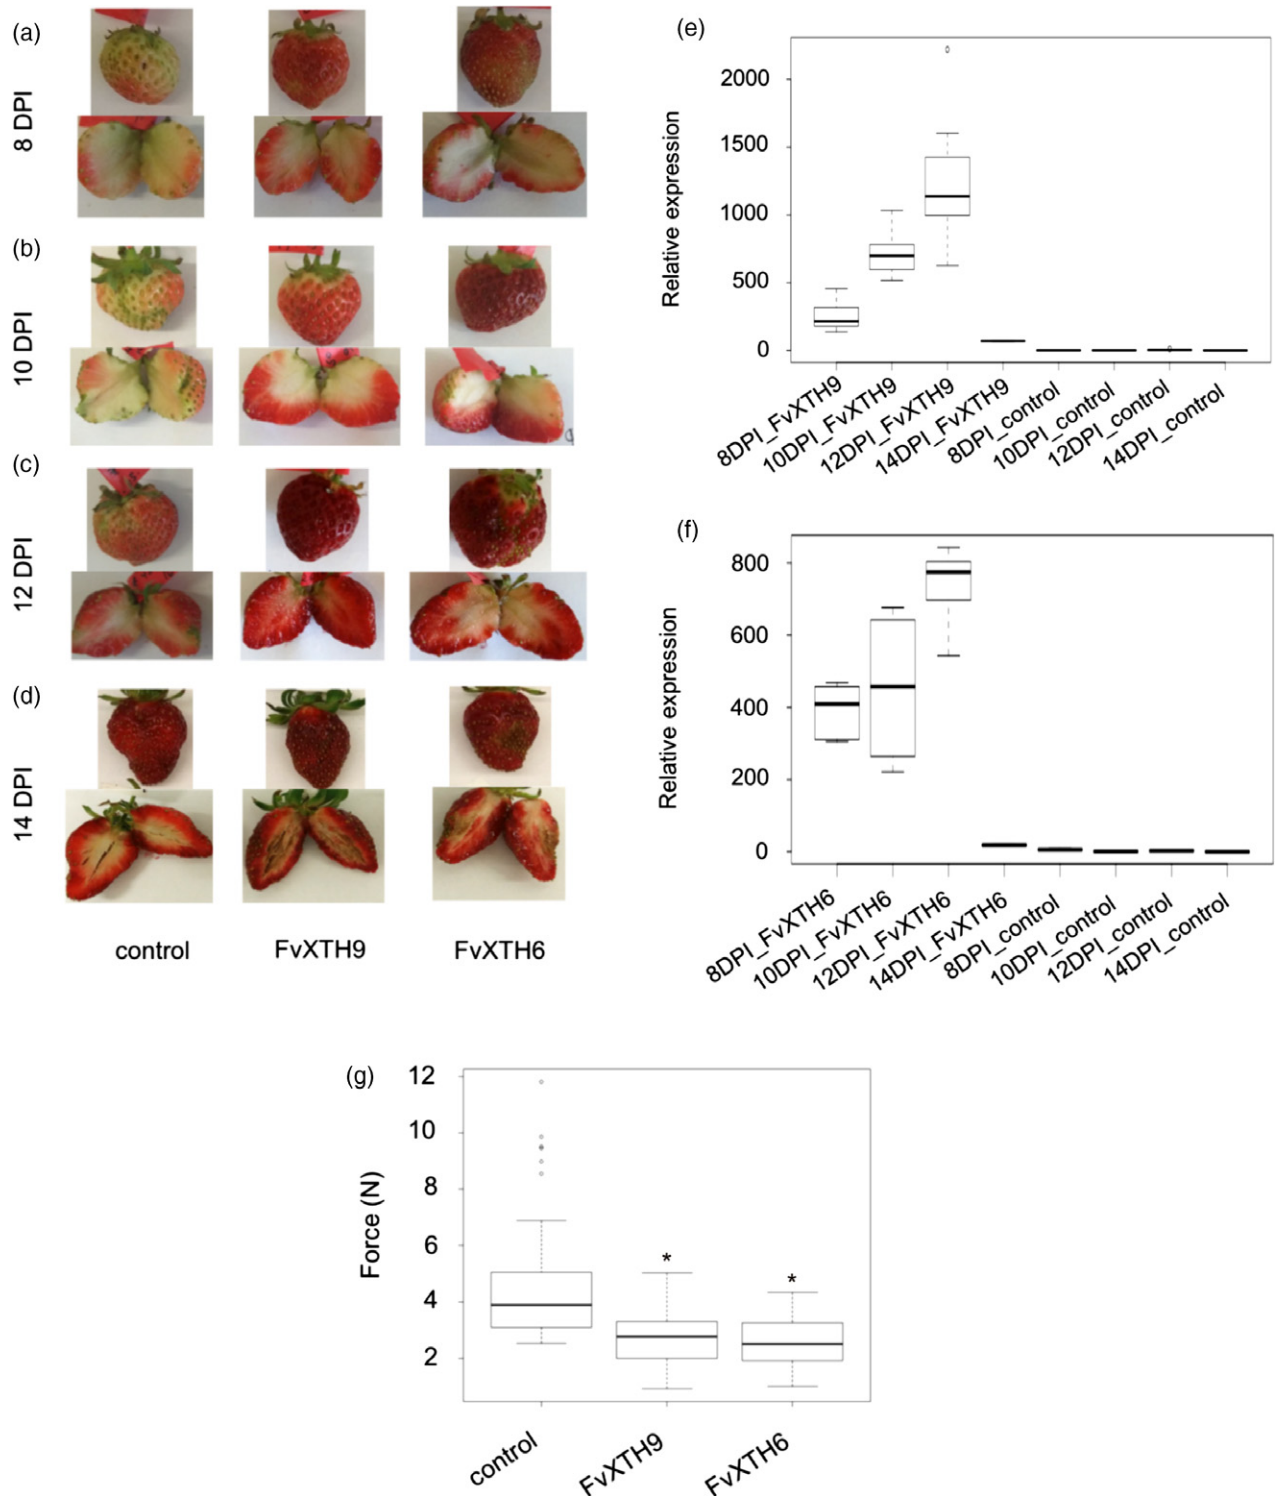 (a)
8 DPI
(b)
10 DPI
(c)
12 DPI
(d)
14 DPI
control FvXTH9 FvXTH6
(e)
Relative expression
2000
1500
1000
500
0
8DPI_FvXTH9
10DPI_FvXTH9
12DPI_FvXTH9
14DPI_FvXTH9
8DPI_control
10DPI_control
12DPI_control
14DPI_control
(f)
Relative expression
800
600
400
200
0
8DPI_FvXTH6
10DPI_FvXTH6
12DPI_FvXTH6
14DPI_FvXTH6
8DPI_control
10DPI_control
12DPI_control
14DPI_control
(g)
Force (N)
12
10
8
6
4
2
*
*
control
FvXTH9
FvXTH6